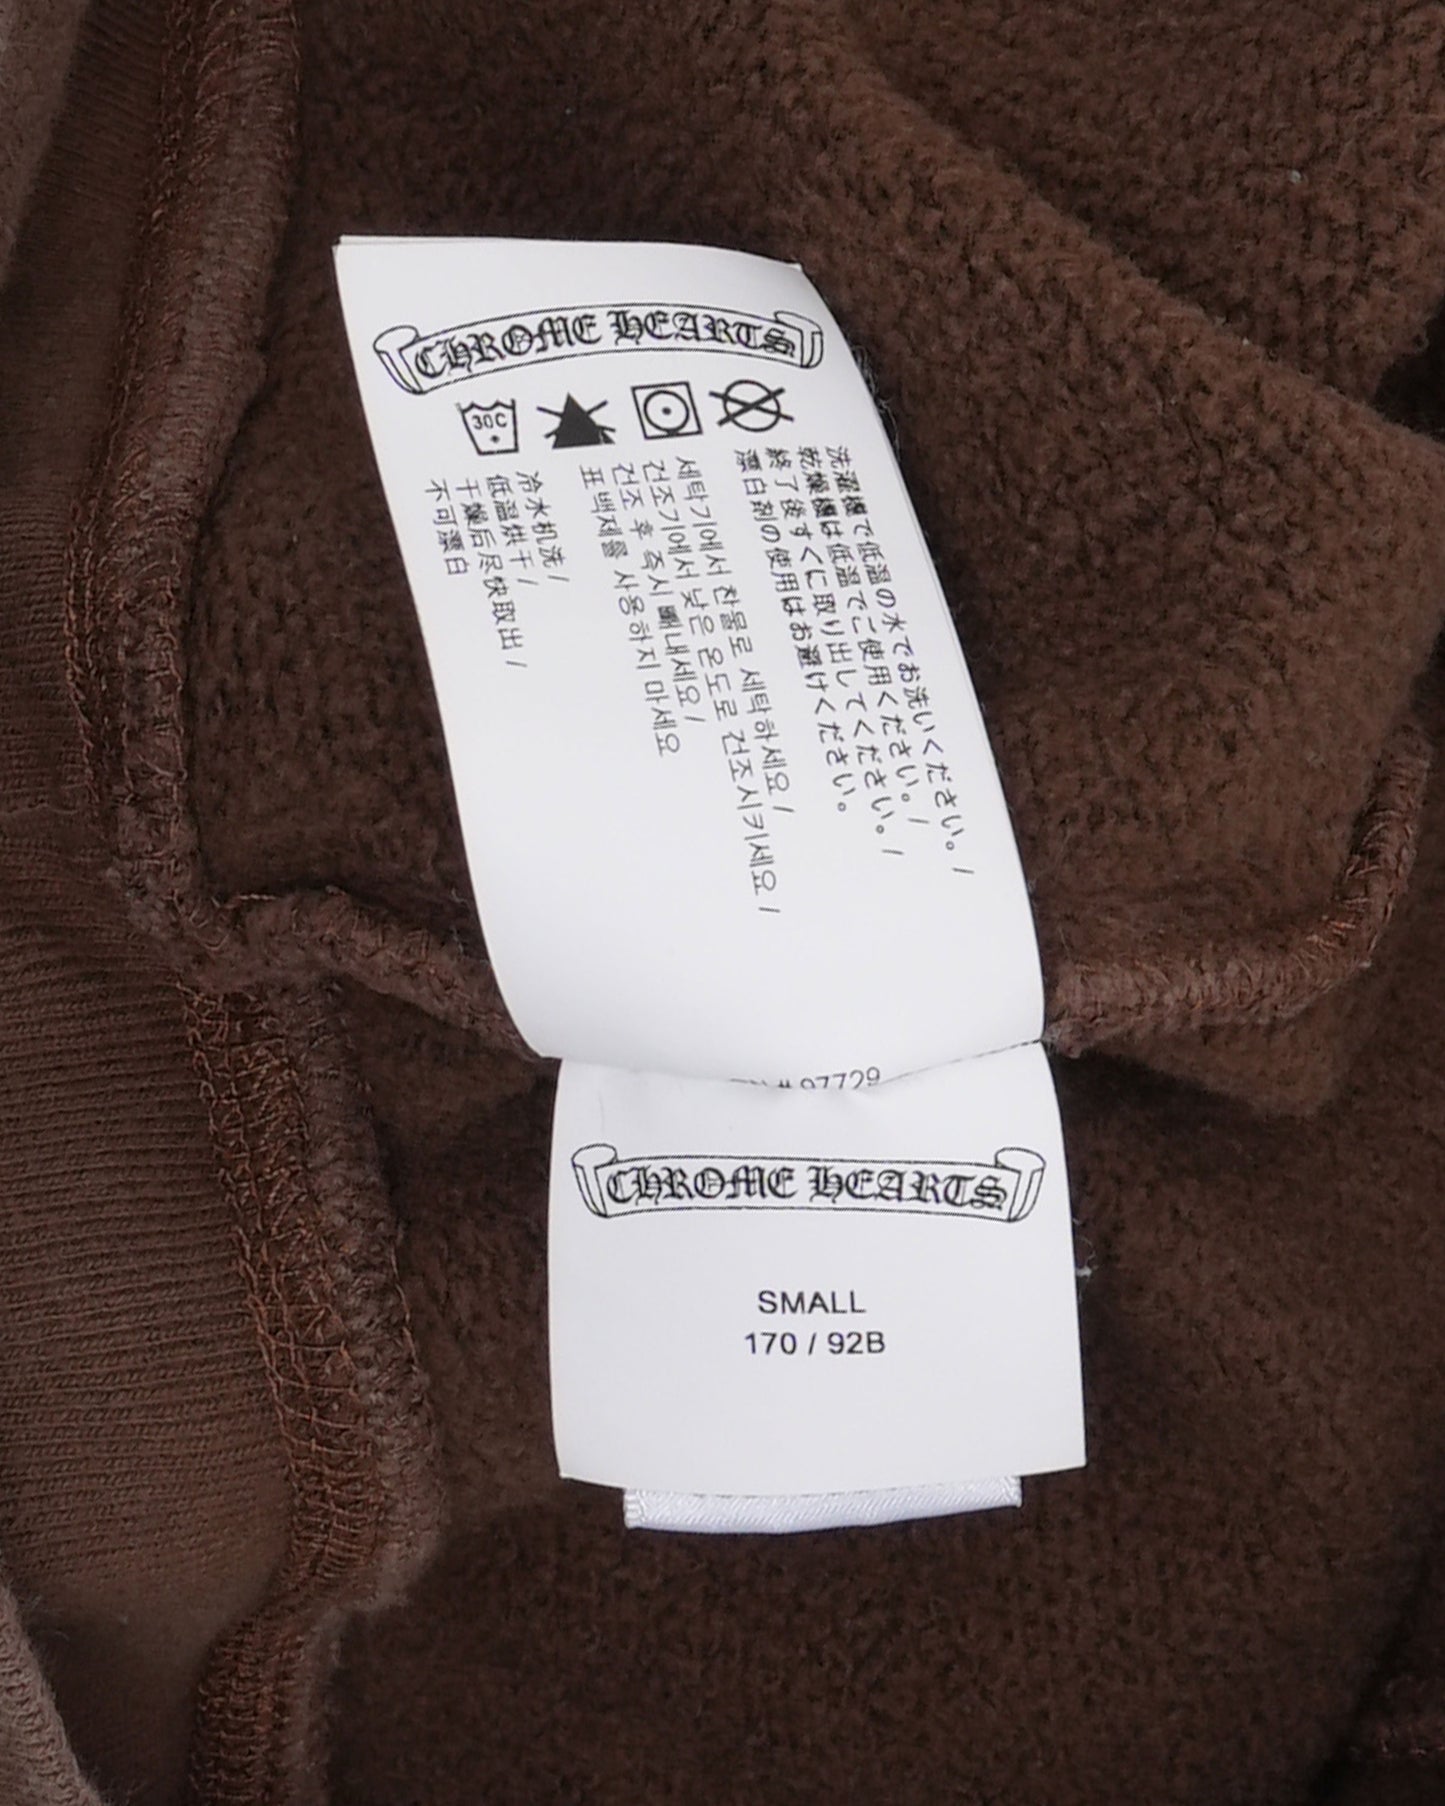 CHROME HEARTS
30C
洗濯機で低温の水でお洗いください。/
乾燥機は低温でご使用ください。/
終了後すぐに取り出してください。/
漂白剤の使用はお避けください。
세탁기에서 찬물로 세탁하세요/
건조기에서 낮은 온도로 건조시키세요/
건조 후 즉시 빼내세요/
표백제를 사용하지 마세요
冷水机洗/
低温烘干/
干燥后尽快取出/
不可漂白
# 97729
CHROME HEARTS
SMALL
170 / 92B